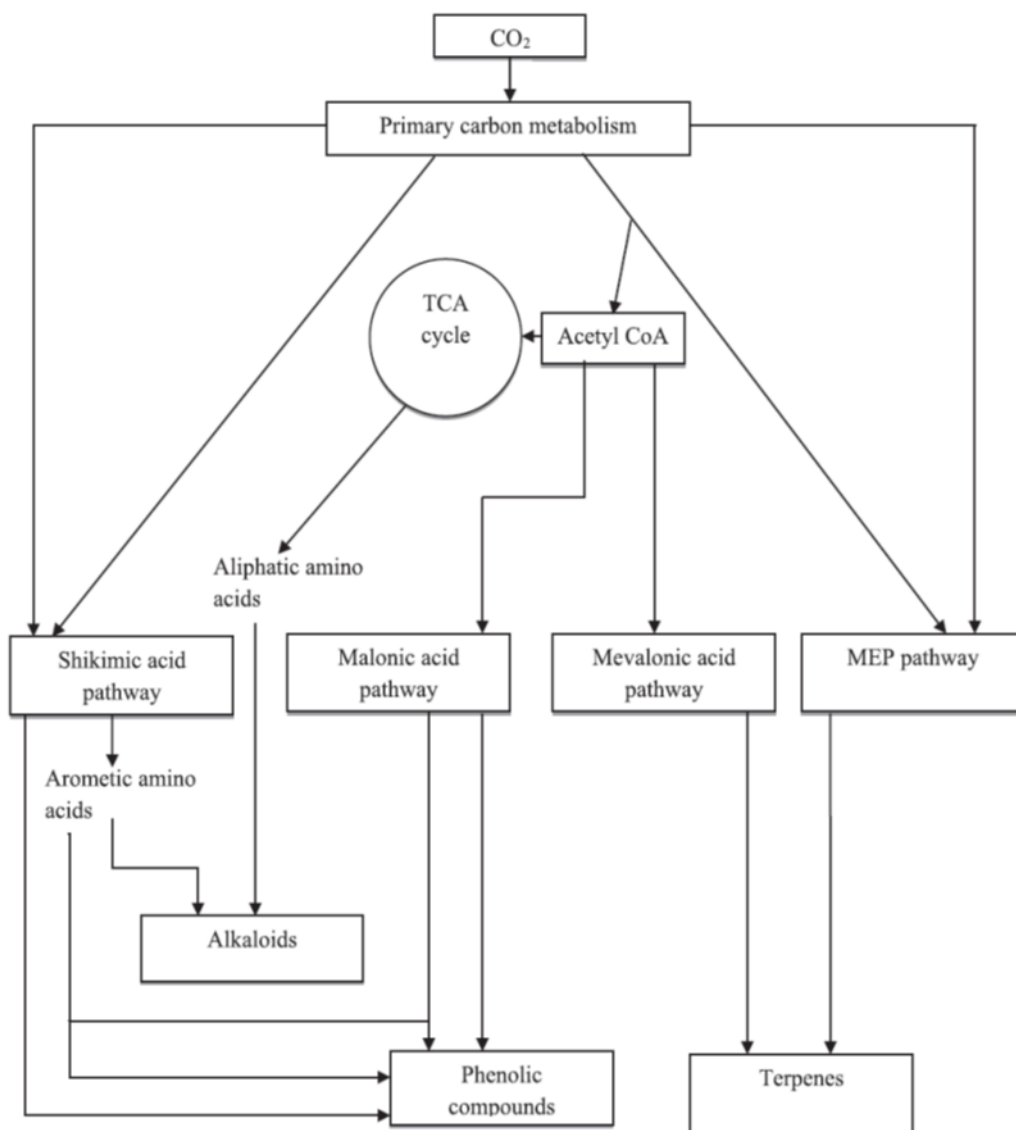 CO₂
Primary carbon metabolism
TCA
cycle
Acetyl CoA
Aliphatic amino
acids
Shikimic acid
pathway
Malonic acid
pathway
Mevalonic acid
pathway
MEP pathway
Arometic amino
acids
Alkaloids
Phenolic
compounds
Terpenes